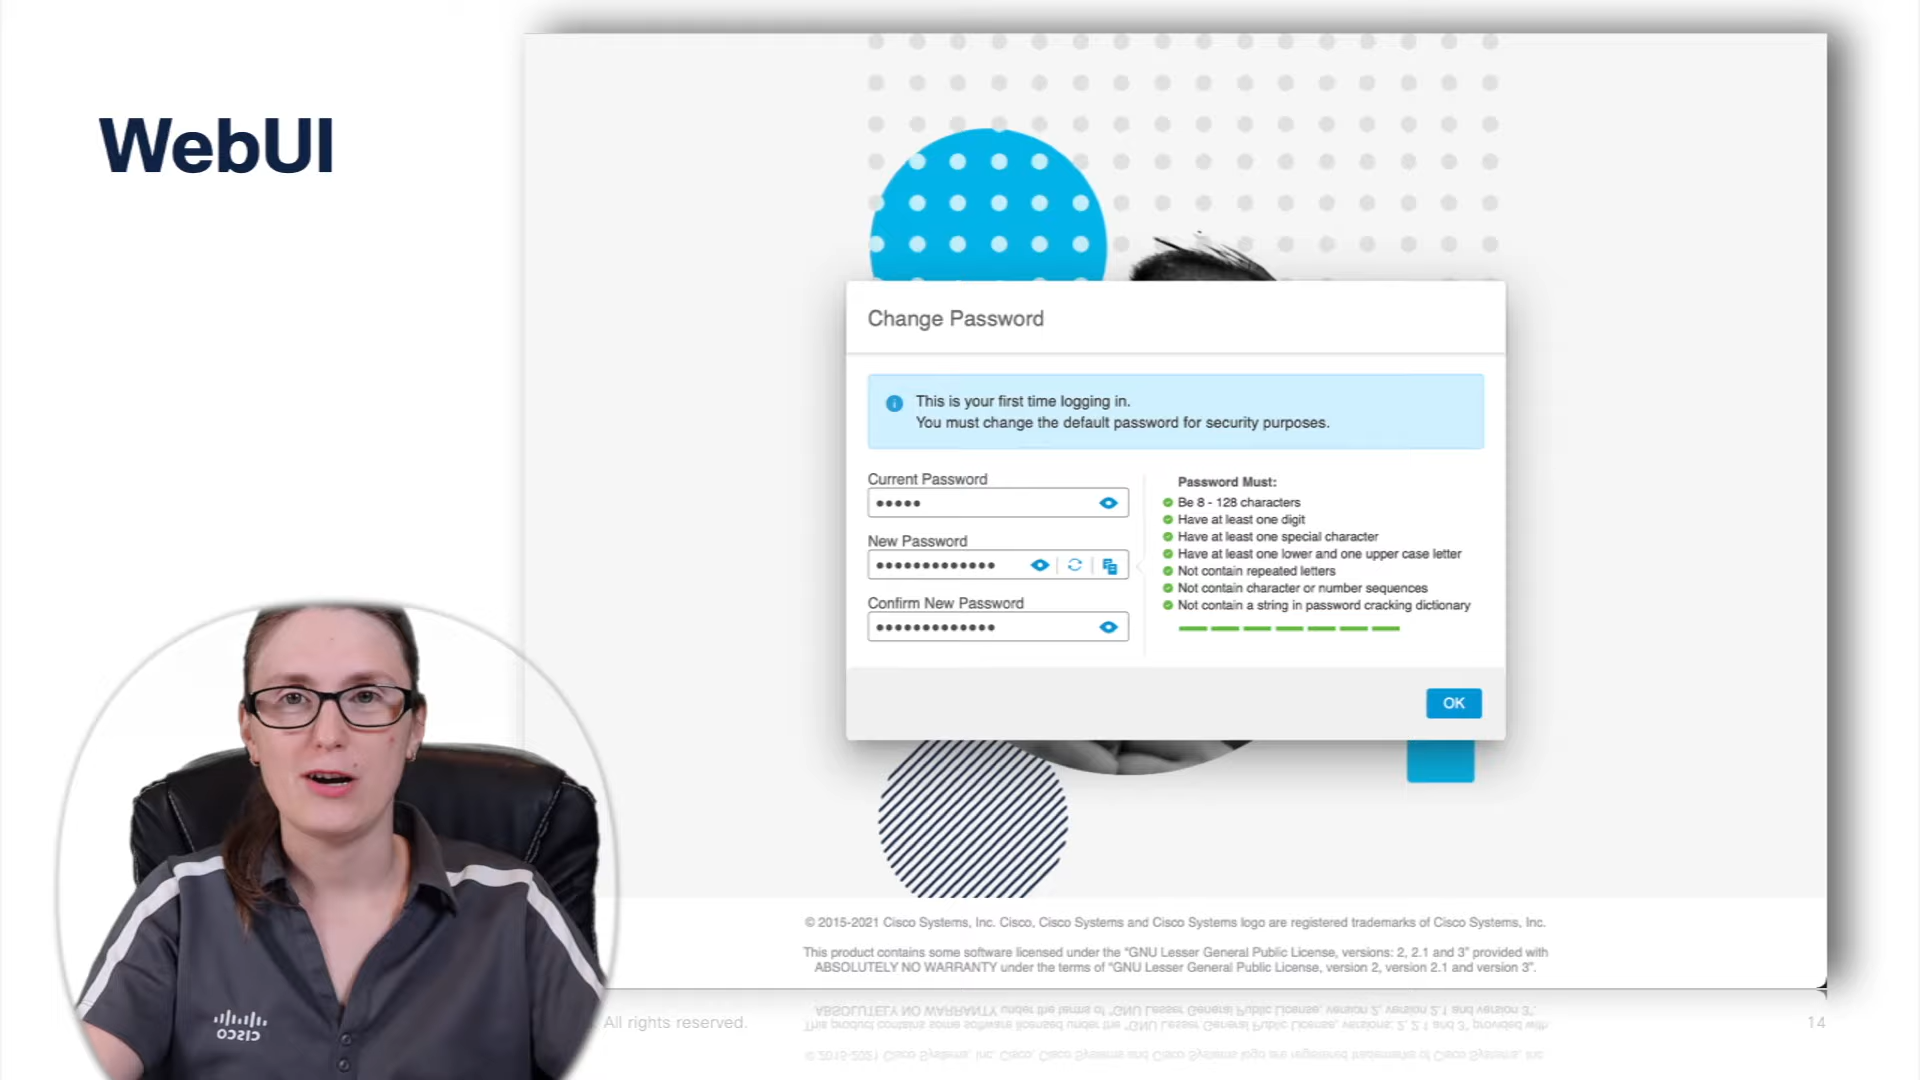 WebUI
Change Password
This is your first time logging in.
You must change the default password for security purposes.
Current Password
New Password
Confirm New Password
Password Must:
Be 8 - 128 characters
Have at least one digit
Have at least one special character
Have at least one lower and one upper case letter
Not contain repeated letters
Not contain character or number sequences
Not contain a string in password cracking dictionary
OK
© 2015-2021 Cisco Systems, Inc. Cisco, Cisco Systems and Cisco Systems logo are registered trademarks of Cisco Systems, Inc.
This product contains some software licensed under the "GNU Lesser General Public License, versions: 2, 2.1 and 3" provided with
ABSOLUTELY NO WARRANTY under the terms of "GNU Lesser General Public License, version 2, version 2.1 and version 3".
All rights reserved.
14
cisco